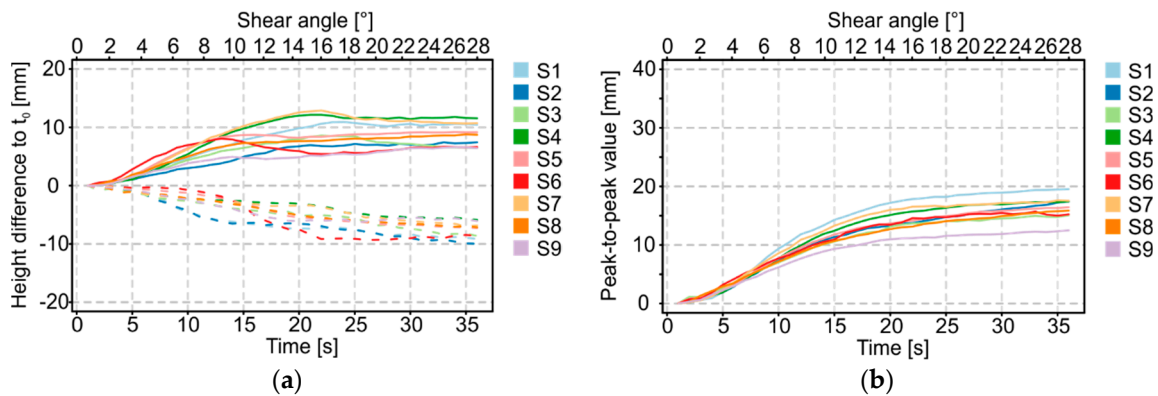 Shear angle [°]
0 2 4 6 8 10 12 14 16 18 20 22 24 26 28
Height difference to t0 [mm]
20
10
0
-10
-20
0 5 10 15 20 25 30 35
Time [s]
S1
S2
S3
S4
S5
S6
S7
S8
S9
(a)
Shear angle [°]
0 2 4 6 8 10 12 14 16 18 20 22 24 26 28
Peak-to-peak value [mm]
40
30
20
10
0
0 5 10 15 20 25 30 35
Time [s]
S1
S2
S3
S4
S5
S6
S7
S8
S9
(b)